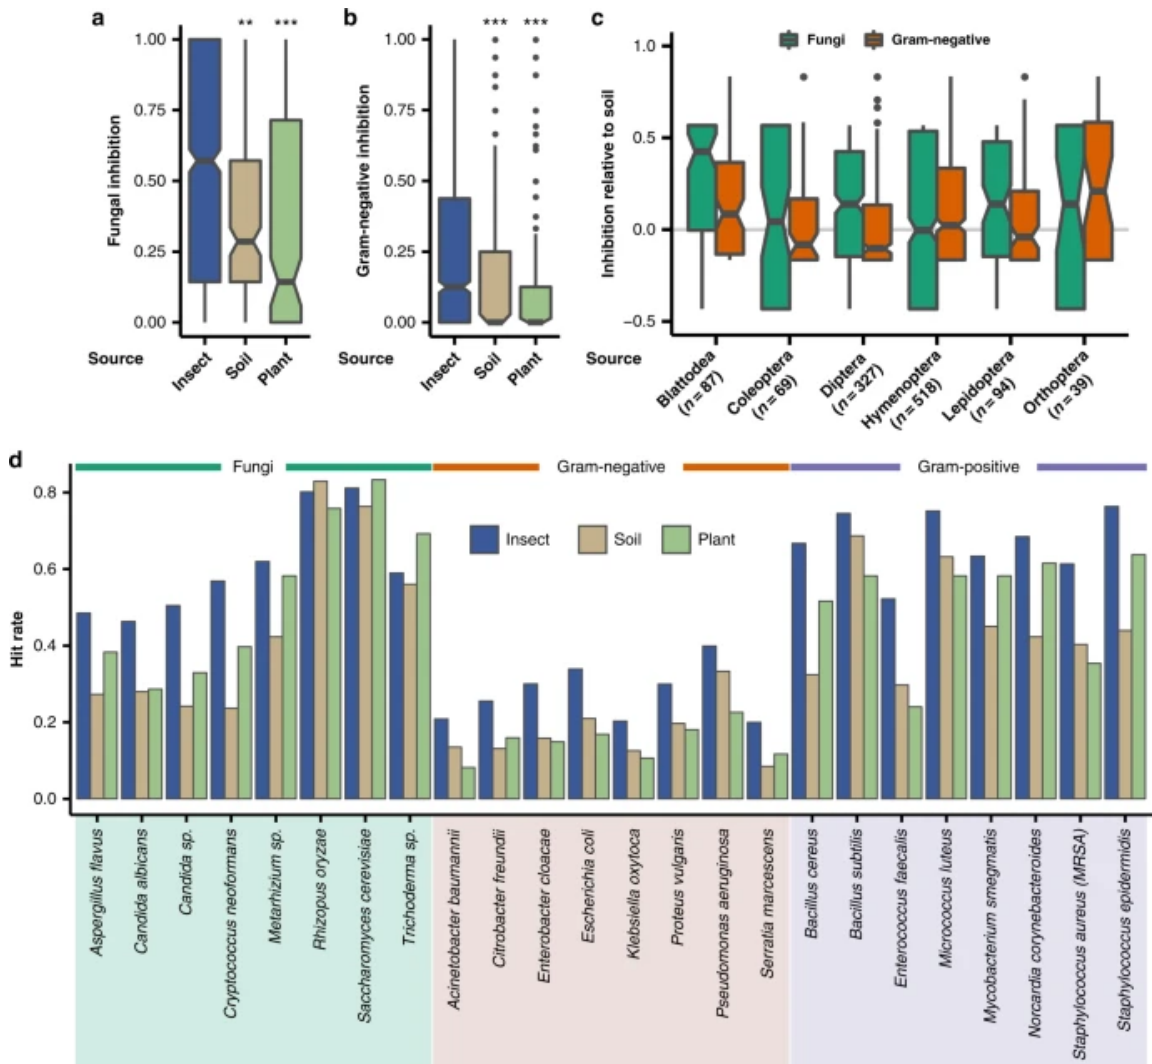 a
** ***
1.00
0.75
0.50
0.25
0.00
Fungal inhibition
Source
Insect
Soil
Plant
b
*** ***
1.00
0.75
0.50
0.25
0.00
Gram-negative inhibition
Source
Insect
Soil
Plant
c
Fungi Gram-negative
1.0
0.5
0.0
−0.5
Inhibition relative to soil
Source
Blattodea
(n = 87)
Coleoptera
(n = 69)
Diptera
(n = 327)
Hymenoptera
(n = 518)
Lepidoptera
(n = 94)
Orthoptera
(n = 39)
d
Fungi Gram-negative Gram-positive
Insect Soil Plant
0.8
0.6
0.4
0.2
0.0
Hit rate
Aspergillus flavus
Candida albicans
Candida sp.
Cryptococcus neoformans
Metarhizium sp.
Rhizopus oryzae
Saccharomyces cerevisiae
Trichoderma sp.
Acinetobacter baumannii
Citrobacter freundii
Enterobacter cloacae
Escherichia coli
Klebsiella oxytoca
Proteus vulgaris
Pseudomonas aeruginosa
Serratia marcescens
Bacillus cereus
Bacillus subtilis
Enterococcus faecalis
Micrococcus luteus
Mycobacterium smegmatis
Norcardia corynebacteroides
Staphylococcus aureus (MRSA)
Staphylococcus epidermidis